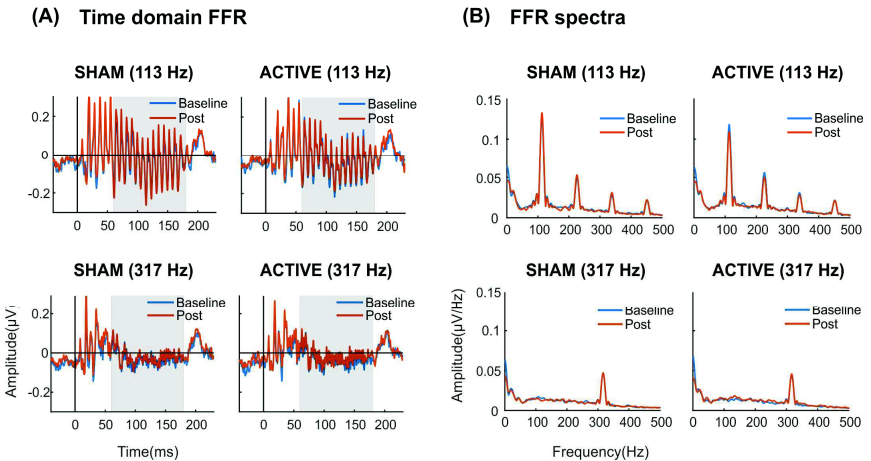 (A) Time domain FFR
SHAM (113 Hz)
0.2
0
-0.2
Baseline
Post
0 50 100 150 200
ACTIVE (113 Hz)
Baseline
Post
0 50 100 150 200
SHAM (317 Hz)
Amplitude(µV)
0.2
0
-0.2
Baseline
Post
0 50 100 150 200
ACTIVE (317 Hz)
Baseline
Post
0 50 100 150 200
Time(ms)
(B) FFR spectra
SHAM (113 Hz)
0.15
0.1
0.05
0
Baseline
Post
0 100 200 300 400 500
ACTIVE (113 Hz)
Baseline
Post
0 100 200 300 400 500
SHAM (317 Hz)
Amplitude(µV/Hz)
0.15
0.1
0.05
0
Baseline
Post
0 100 200 300 400 500
ACTIVE (317 Hz)
Baseline
Post
0 100 200 300 400 500
Frequency(Hz)